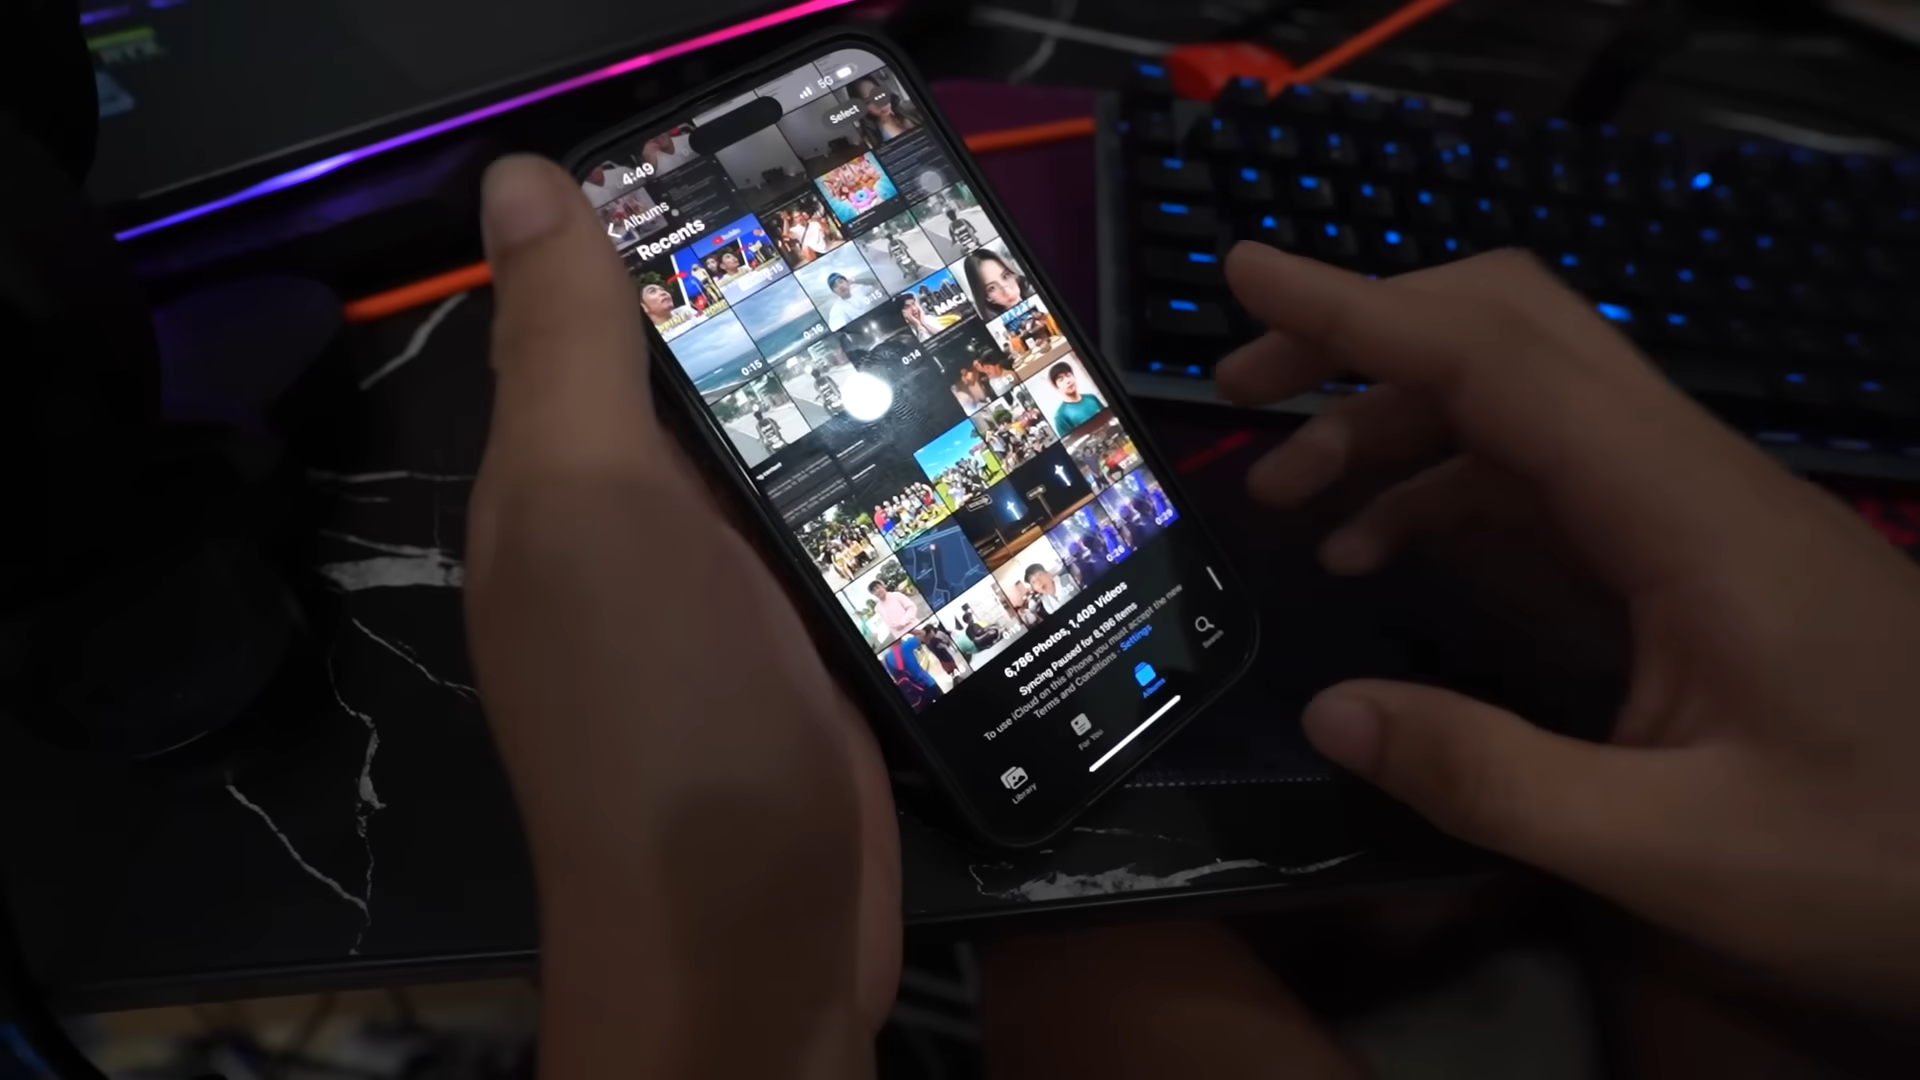 RTX
5G
4:49
Select
Albums
Recents
0:15
0:15
0:16
0:15
MACA
0:14
0:26
0:29
6,786 Photos, 1,408 Videos
Syncing Paused for 8,196 Items
To use iCloud on this iPhone you must accept the new
Terms and Conditions · Settings
Library
For You
Albums
Search